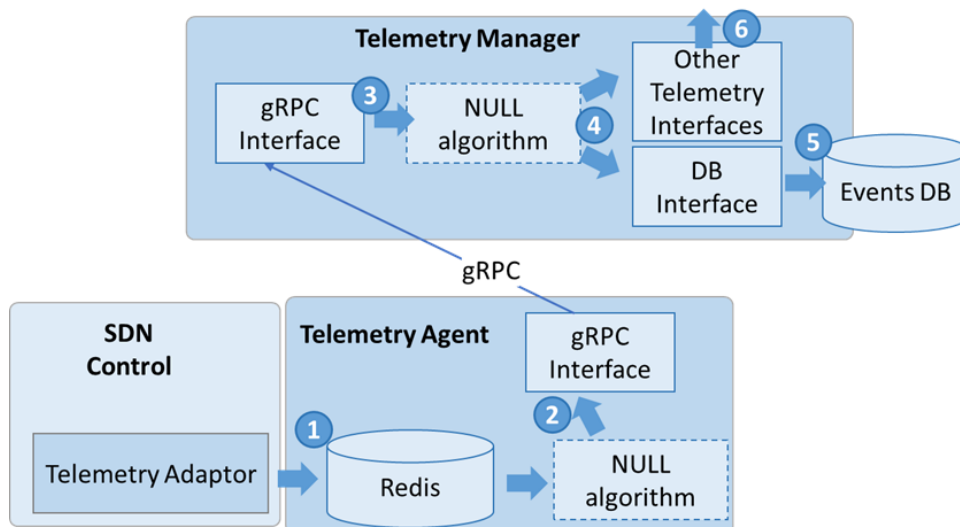 Telemetry Manager
6
3
gRPC
Interface
NULL
algorithm
4
Other
Telemetry
Interfaces
5
DB
Interface
Events DB
gRPC
SDN
Control
Telemetry Agent
gRPC
Interface
1
2
Telemetry Adaptor
Redis
NULL
algorithm